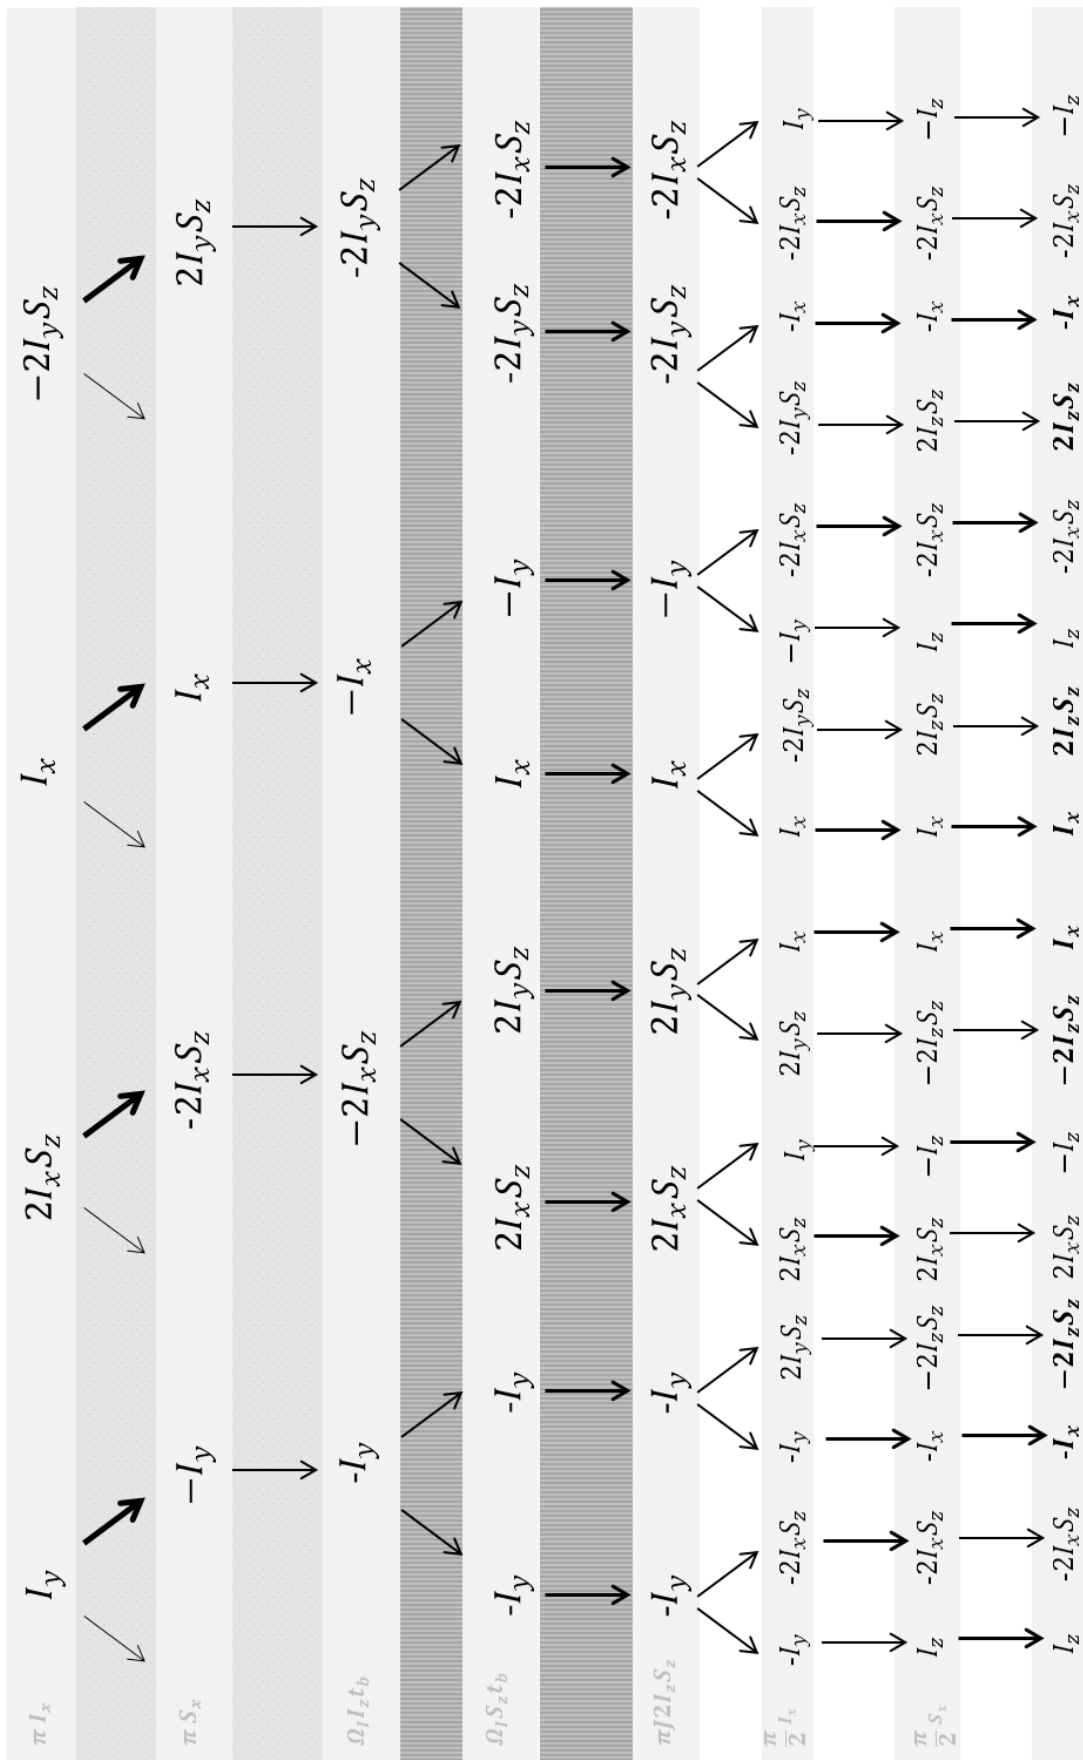 π I_x I_y 2I_xS_z I_x −2I_yS_z
π S_x −I_y -2I_xS_z I_x 2I_yS_z
Ω_I I_z t_b -I_y −2I_xS_z −I_x -2I_yS_z
Ω_I S_z t_b -I_y -I_y 2I_xS_z 2I_yS_z I_x −I_y -2I_yS_z -2I_xS_z
πJ2I_zS_z -I_y -I_y 2I_xS_z 2I_yS_z I_x −I_y -2I_yS_z -2I_xS_z
π/2 I_x -I_y -2I_xS_z -I_y 2I_yS_z 2I_xS_z I_y 2I_yS_z I_x I_x -2I_yS_z −I_y -2I_xS_z -2I_yS_z -I_x -2I_xS_z I_y
π/2 S_x I_z -2I_xS_z -I_x −2I_zS_z 2I_xS_z −I_z −2I_zS_z I_x I_x 2I_zS_z I_z -2I_xS_z 2I_zS_z -I_x -2I_xS_z −I_z
I_z -2I_xS_z -I_x −2I_zS_z 2I_xS_z −I_z −2I_zS_z I_x I_x 2I_zS_z I_z -2I_xS_z 2I_zS_z -I_x -2I_xS_z −I_z